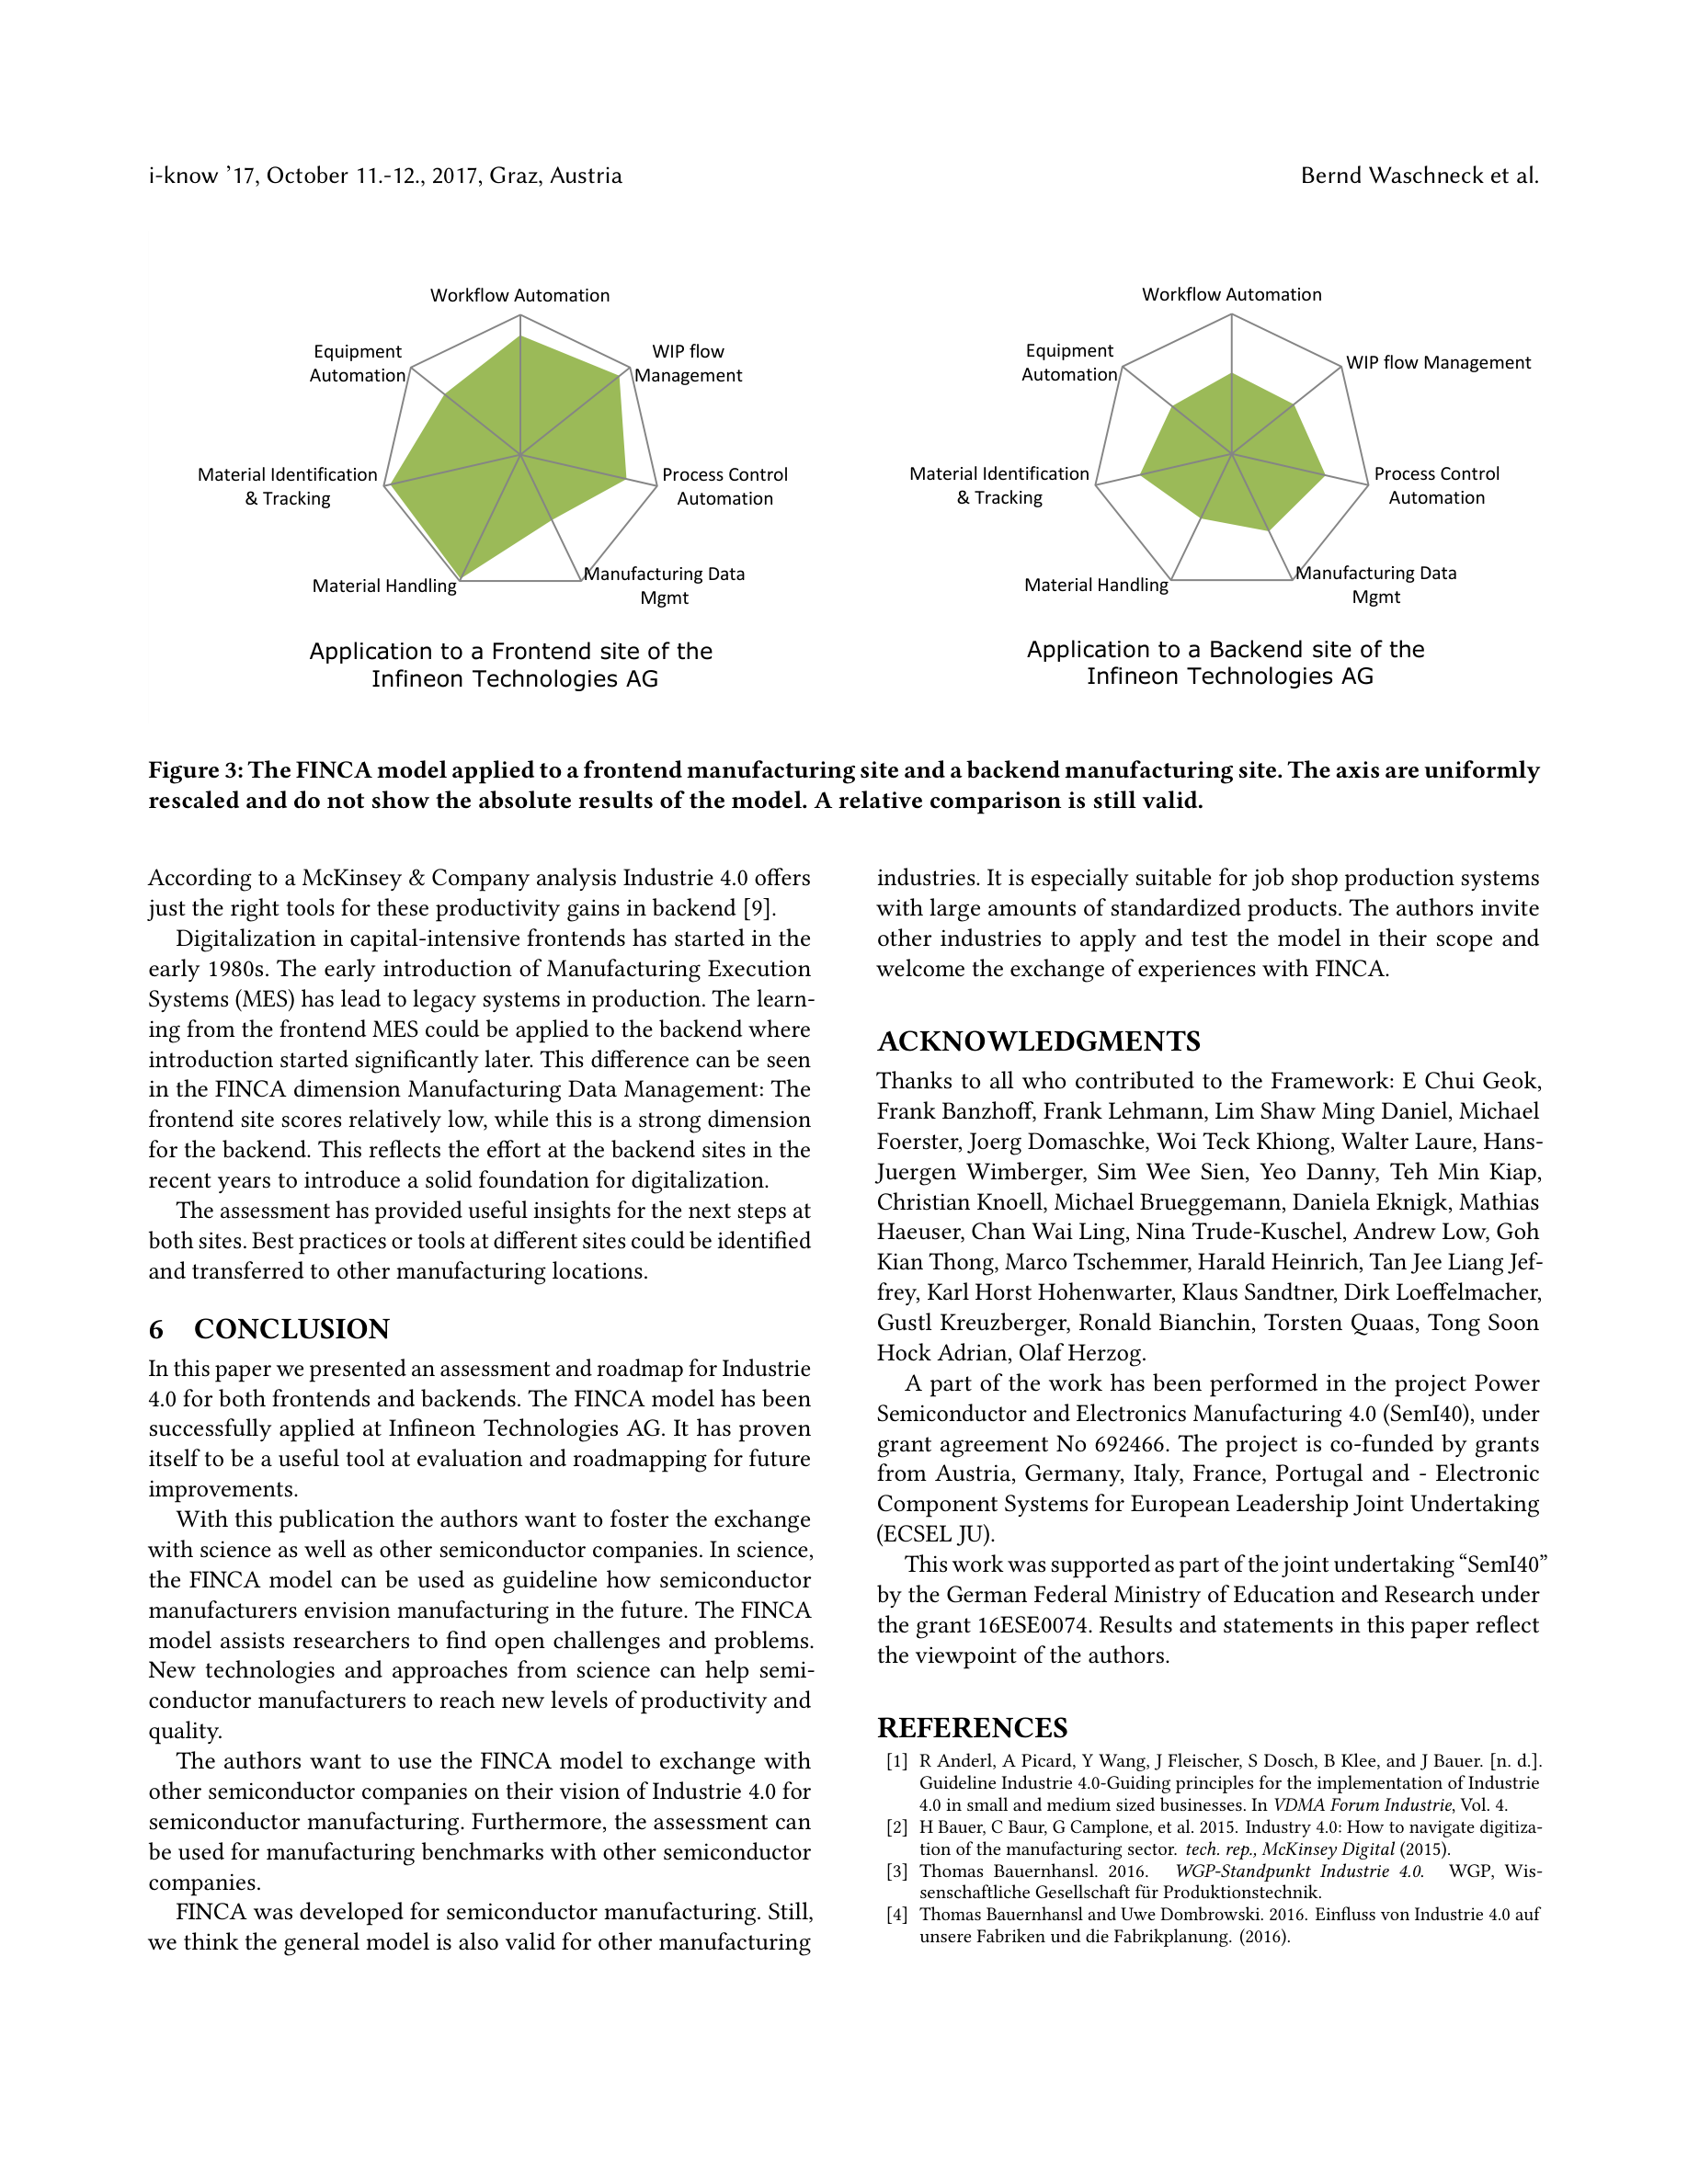 i-know ’17, October 11.-12., 2017, Graz, Austria
Bernd Waschneck et al.
Workflow Automation
WIP flow
Management
Process Control
Automation
Manufacturing Data
Mgmt
Material Handling
Material Identification
& Tracking
Equipment
Automation
Application to a Frontend site of the
Infineon Technologies AG
Workflow Automation
WIP flow Management
Process Control
Automation
Manufacturing Data
Mgmt
Material Handling
Material Identification
& Tracking
Equipment
Automation
Application to a Backend site of the
Infineon Technologies AG
Figure 3: The FINCA model applied to a frontend manufacturing site and a backend manufacturing site. The axis are uniformly
rescaled and do not show the absolute results of the model. A relative comparison is still valid.
According to a McKinsey & Company analysis Industrie 4.0 offers
just the right tools for these productivity gains in backend [9].
Digitalization in capital-intensive frontends has started in the
early 1980s. The early introduction of Manufacturing Execution
Systems (MES) has lead to legacy systems in production. The learn-
ing from the frontend MES could be applied to the backend where
introduction started significantly later. This difference can be seen
in the FINCA dimension Manufacturing Data Management: The
frontend site scores relatively low, while this is a strong dimension
for the backend. This reflects the effort at the backend sites in the
recent years to introduce a solid foundation for digitalization.
The assessment has provided useful insights for the next steps at
both sites. Best practices or tools at different sites could be identified
and transferred to other manufacturing locations.
6 CONCLUSION
In this paper we presented an assessment and roadmap for Industrie
4.0 for both frontends and backends. The FINCA model has been
successfully applied at Infineon Technologies AG. It has proven
itself to be a useful tool at evaluation and roadmapping for future
improvements.
With this publication the authors want to foster the exchange
with science as well as other semiconductor companies. In science,
the FINCA model can be used as guideline how semiconductor
manufacturers envision manufacturing in the future. The FINCA
model assists researchers to find open challenges and problems.
New technologies and approaches from science can help semi-
conductor manufacturers to reach new levels of productivity and
quality.
The authors want to use the FINCA model to exchange with
other semiconductor companies on their vision of Industrie 4.0 for
semiconductor manufacturing. Furthermore, the assessment can
be used for manufacturing benchmarks with other semiconductor
companies.
FINCA was developed for semiconductor manufacturing. Still,
we think the general model is also valid for other manufacturing
industries. It is especially suitable for job shop production systems
with large amounts of standardized products. The authors invite
other industries to apply and test the model in their scope and
welcome the exchange of experiences with FINCA.
ACKNOWLEDGMENTS
Thanks to all who contributed to the Framework: E Chui Geok,
Frank Banzhoff, Frank Lehmann, Lim Shaw Ming Daniel, Michael
Foerster, Joerg Domaschke, Woi Teck Khiong, Walter Laure, Hans-
Juergen Wimberger, Sim Wee Sien, Yeo Danny, Teh Min Kiap,
Christian Knoell, Michael Brueggemann, Daniela Eknigk, Mathias
Haeuser, Chan Wai Ling, Nina Trude-Kuschel, Andrew Low, Goh
Kian Thong, Marco Tschemmer, Harald Heinrich, Tan Jee Liang Jef-
frey, Karl Horst Hohenwarter, Klaus Sandtner, Dirk Loeffelmacher,
Gustl Kreuzberger, Ronald Bianchin, Torsten Quaas, Tong Soon
Hock Adrian, Olaf Herzog.
A part of the work has been performed in the project Power
Semiconductor and Electronics Manufacturing 4.0 (SemI40), under
grant agreement No 692466. The project is co-funded by grants
from Austria, Germany, Italy, France, Portugal and - Electronic
Component Systems for European Leadership Joint Undertaking
(ECSEL JU).
This work was supported as part of the joint undertaking “SemI40”
by the German Federal Ministry of Education and Research under
the grant 16ESE0074. Results and statements in this paper reflect
the viewpoint of the authors.
REFERENCES
[1] R Anderl, A Picard, Y Wang, J Fleischer, S Dosch, B Klee, and J Bauer. [n. d.].
Guideline Industrie 4.0-Guiding principles for the implementation of Industrie
4.0 in small and medium sized businesses. In VDMA Forum Industrie, Vol. 4.
[2] H Bauer, C Baur, G Camplone, et al. 2015. Industry 4.0: How to navigate digitiza-
tion of the manufacturing sector. tech. rep., McKinsey Digital (2015).
[3] Thomas Bauernhansl. 2016. WGP-Standpunkt Industrie 4.0. WGP, Wis-
senschaftliche Gesellschaft für Produktionstechnik.
[4] Thomas Bauernhansl and Uwe Dombrowski. 2016. Einfluss von Industrie 4.0 auf
unsere Fabriken und die Fabrikplanung. (2016).